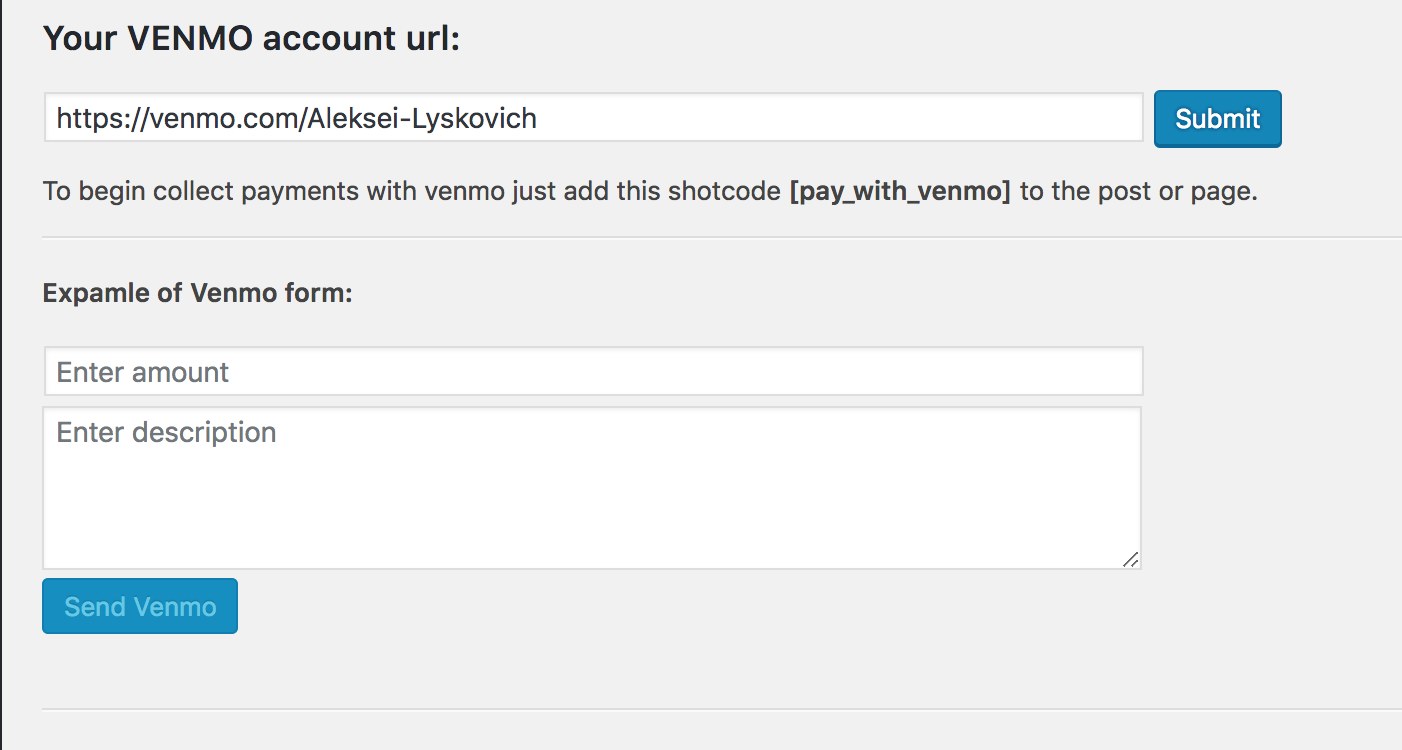 Your VENMO account url:
https://venmo.com/Aleksei-Lyskovich
Submit
To begin collect payments with venmo just add this shotcode [pay_with_venmo] to the post or page.
Expamle of Venmo form:
Enter amount
Enter description
Send Venmo